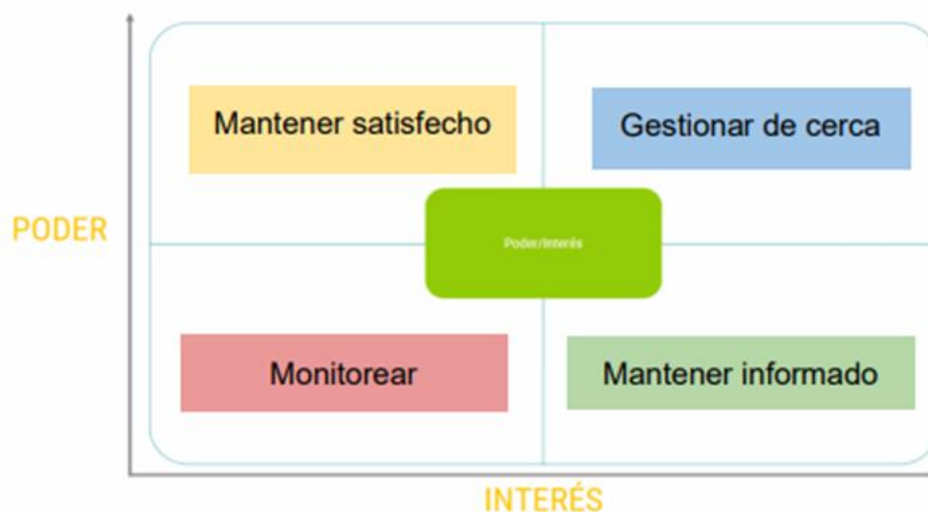 Mantener satisfecho
Gestionar de cerca
PODER
Poder/Interés
Monitorear
Mantener informado
INTERÉS